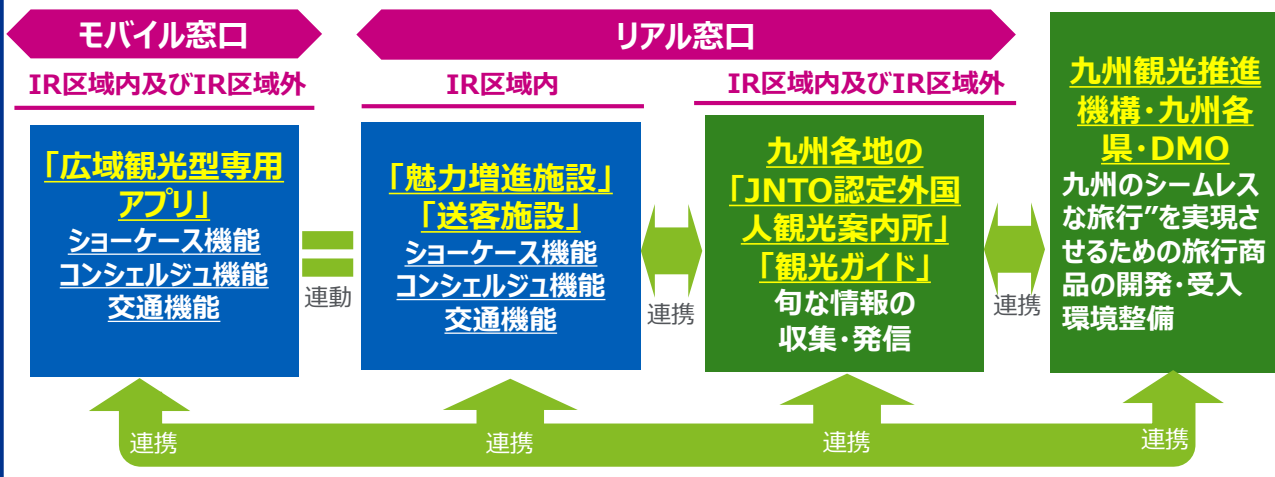 モバイル窓口
リアル窓口
IR区域内及びIR区域外
IR区域内
IR区域内及びIR区域外
「広域観光型専用
アプリ」
ショーケース機能
コンシェルジュ機能
交通機能
連動
「魅力増進施設」
「送客施設」
ショーケース機能
コンシェルジュ機能
交通機能
連携
九州各地の
「JNTO認定外国
人観光案内所」
「観光ガイド」
旬な情報の
収集・発信
連携
九州観光推進
機構・九州各
県・DMO
九州のシームレス
な旅行”を実現さ
せるための旅行商
品の開発・受入
環境整備
連携
連携
連携
連携